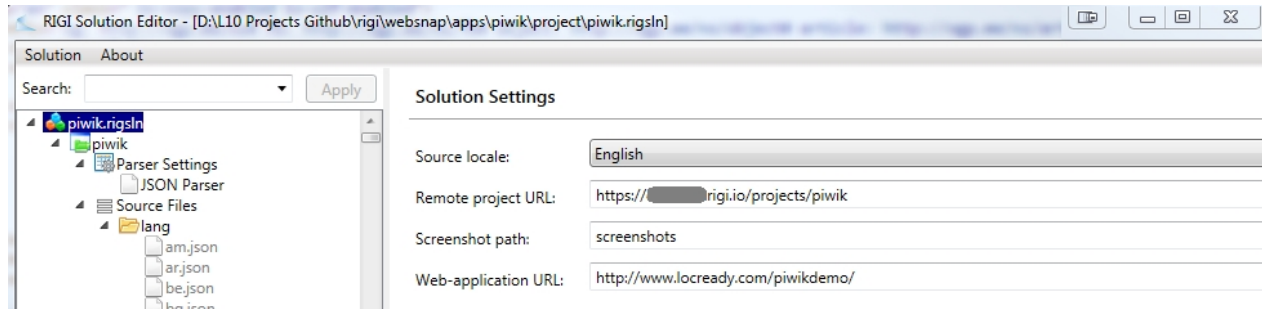 RIGI Solution Editor - [D:\L10 Projects Github\rigi\websnap\apps\piwik\project\piwik.rigsln]
Solution About
Search: Apply
piwik.rigsln
piwik
Parser Settings
JSON Parser
Source Files
lang
am.json
ar.json
be.json
bg.json
Solution Settings
Source locale: English
Remote project URL: https:// rigi.io/projects/piwik
Screenshot path: screenshots
Web-application URL: http://www.locready.com/piwikdemo/